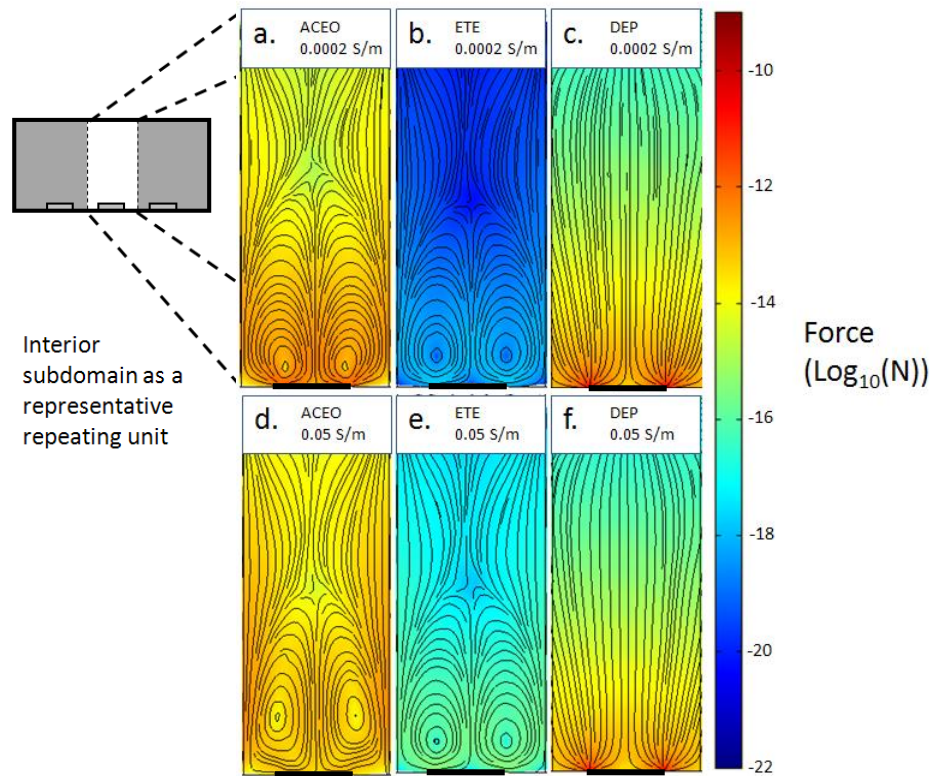 a.
ACEO
0.0002 S/m
b.
ETE
0.0002 S/m
c.
DEP
0.0002 S/m
Interior
subdomain as a
representative
repeating unit
d.
ACEO
0.05 S/m
e.
ETE
0.05 S/m
f.
DEP
0.05 S/m
-10
-12
-14
-16
-18
-20
-22
Force
(Log₁₀(N))